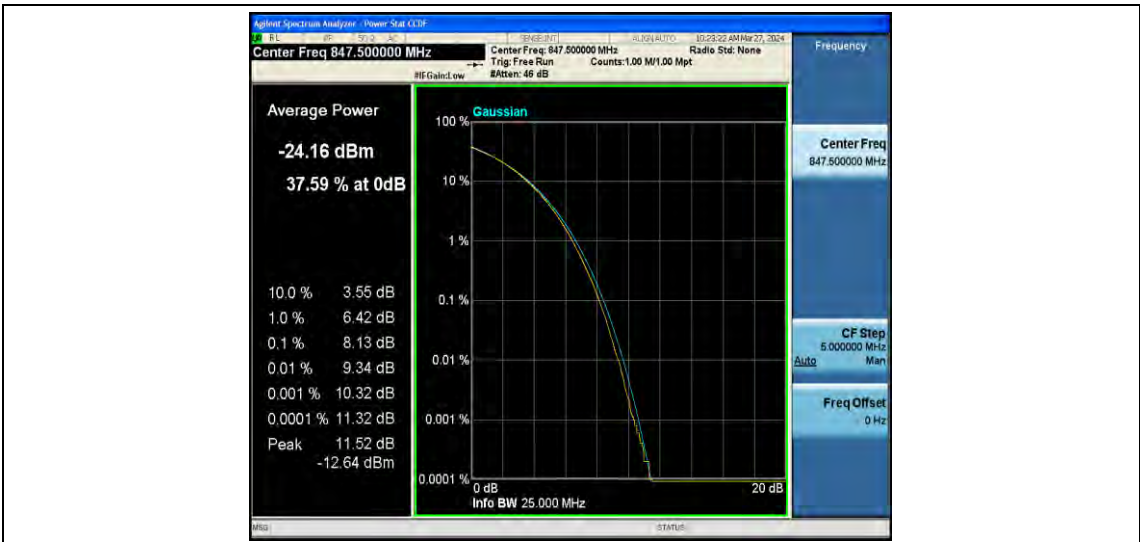 Agilent Spectrum Analyzer - Power Stat CCDF
RL RF 50 Ω AC SENSE:INT ALIGN AUTO 10:23:22 AM Mar 27, 2024
Center Freq 847.500000 MHz
Center Freq: 847.500000 MHz Radio Std: None
Trig: Free Run Counts:1.00 M/1.00 Mpt
#IFGain:Low #Atten: 46 dB
Frequency
Average Power
-24.16 dBm
37.59 % at 0dB
10.0 % 3.55 dB
1.0 % 6.42 dB
0.1 % 8.13 dB
0.01 % 9.34 dB
0.001 % 10.32 dB
0.0001 % 11.32 dB
Peak 11.52 dB
-12.64 dBm
Gaussian
100 %
10 %
1 %
0.1 %
0.01 %
0.001 %
0.0001 %
0 dB 20 dB
Info BW 25.000 MHz
Center Freq
847.500000 MHz
CF Step
5.000000 MHz
Auto Man
Freq Offset
0 Hz
MSG STATUS